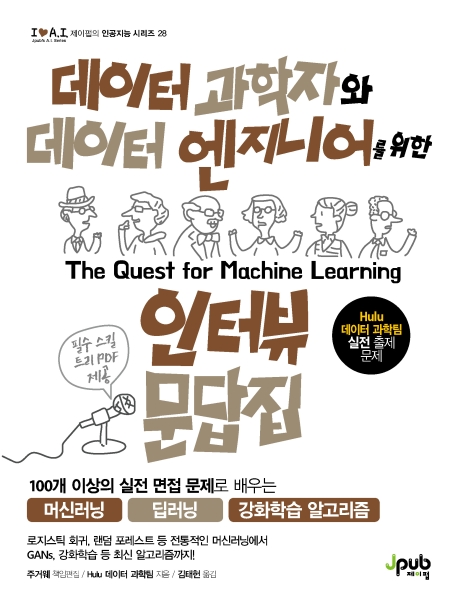 I♥A.I. 제이펍의 인공지능 시리즈 28
Jpub's A.I. Series
데이터 과학자와
데이터 엔지니어를 위한
The Quest for Machine Learning
인터뷰
문답집
Hulu
데이터 과학팀
실전 출제
문제
필수 스킬
트리 PDF
제공
100개 이상의 실전 면접 문제로 배우는
머신러닝 딥러닝 강화학습 알고리즘
로지스틱 회귀, 랜덤 포레스트 등 전통적인 머신러닝에서
GANs, 강화학습 등 최신 알고리즘까지!
주거웨 책임편집 / Hulu 데이터 과학팀 지음 / 김태헌 옮김
Jpub
제이펍